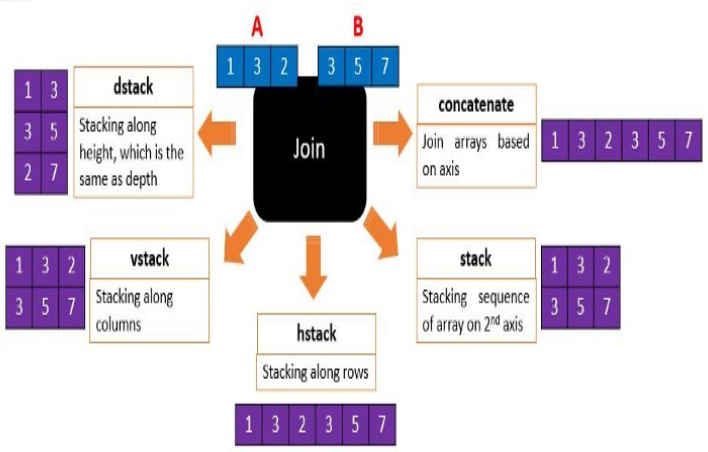 A B
1 3 2 3 5 7
Join
1 3
3 5
2 7
dstack
Stacking along
height, which is the
same as depth
concatenate
Join arrays based
on axis
1 3 2 3 5 7
1 3 2
3 5 7
vstack
Stacking along
columns
stack
Stacking sequence
of array on 2nd axis
1 3 2
3 5 7
hstack
Stacking along rows
1 3 2 3 5 7